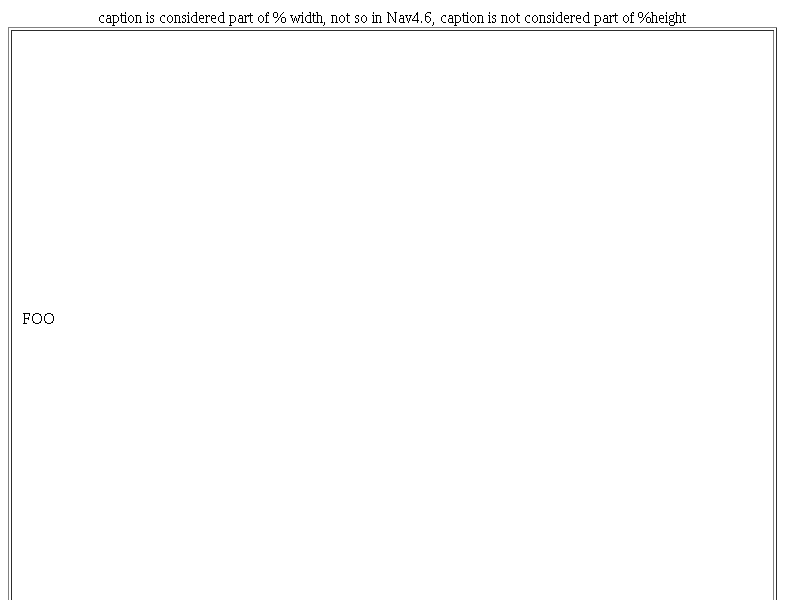 caption is considered part of % width, not so in Nav4.6, caption is not considered part of %height
FOO